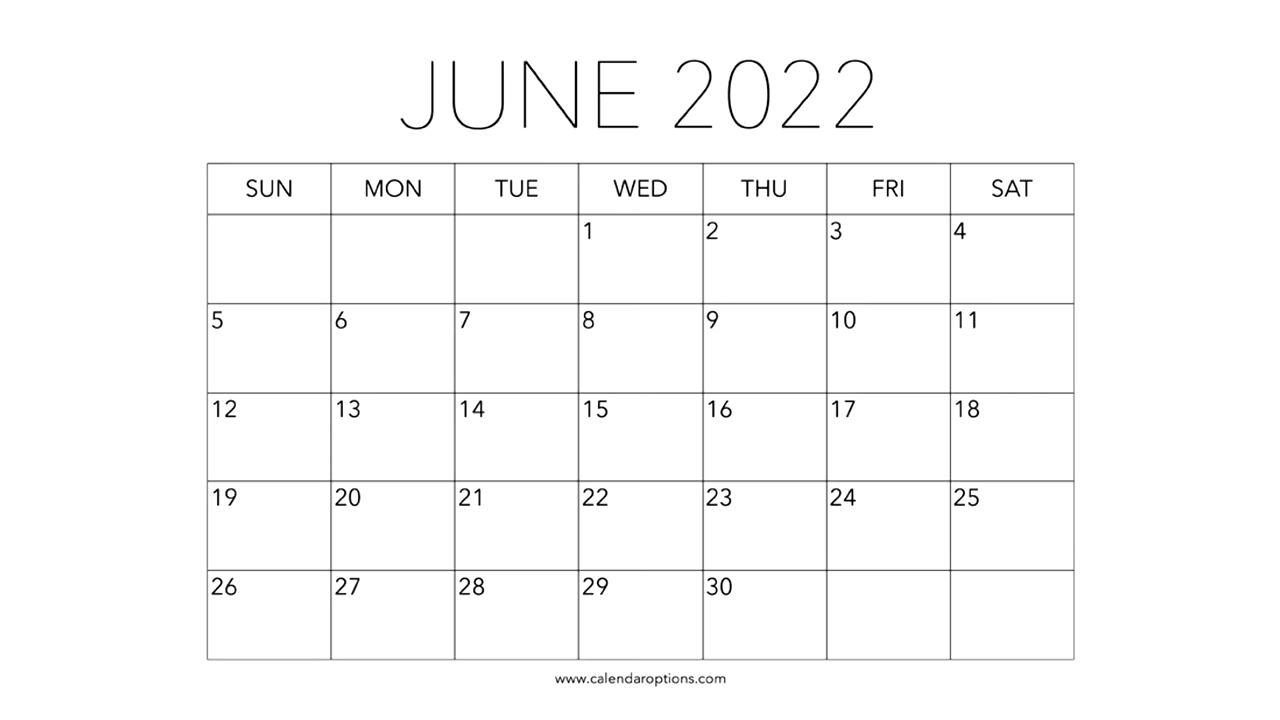 JUNE 2022
SUN MON TUE WED THU FRI SAT
1 2 3 4
5 6 7 8 9 10 11
12 13 14 15 16 17 18
19 20 21 22 23 24 25
26 27 28 29 30
www.calendaroptions.com